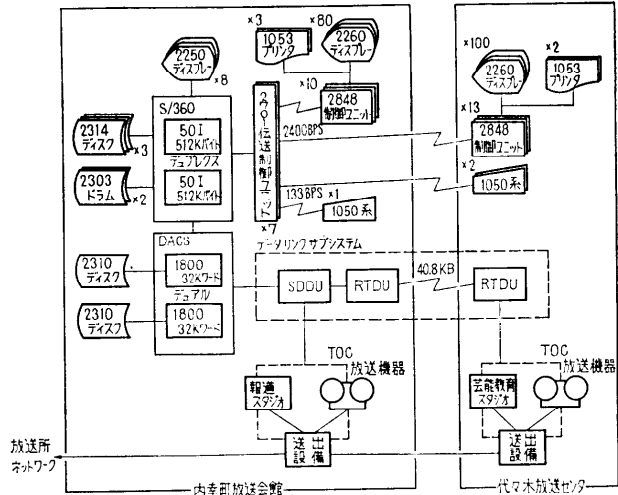 ×3
1053
プリンタ
×80
2260
ディスプレー
×100
2260
ディスプレー
×2
1053
プリンタ
2250
ディスプレー
×8
×10
2848
制御ユニット
×13
2848
制御ユニット
S/360
50I
512Kバイト
デュプレクス
50I
512Kバイト
2314
ディスク
×3
2303
ドラム
×2
伝送制御ユニット
×7
2400BPS
133BPS
×1
1050系
×2
1050系
データリンクサブシステム
DACS
1800
32Kワード
デュアル
1800
32Kワード
2310
ディスク
2310
ディスク
SDDU
RTDU
40.8KB
RTDU
TOC
放送機器
報道
スタジオ
送出
設備
TOC
放送機器
芸能教育
スタジオ
送出
設備
放送所
ネットワーク
内幸町放送会館
代々木放送センタ